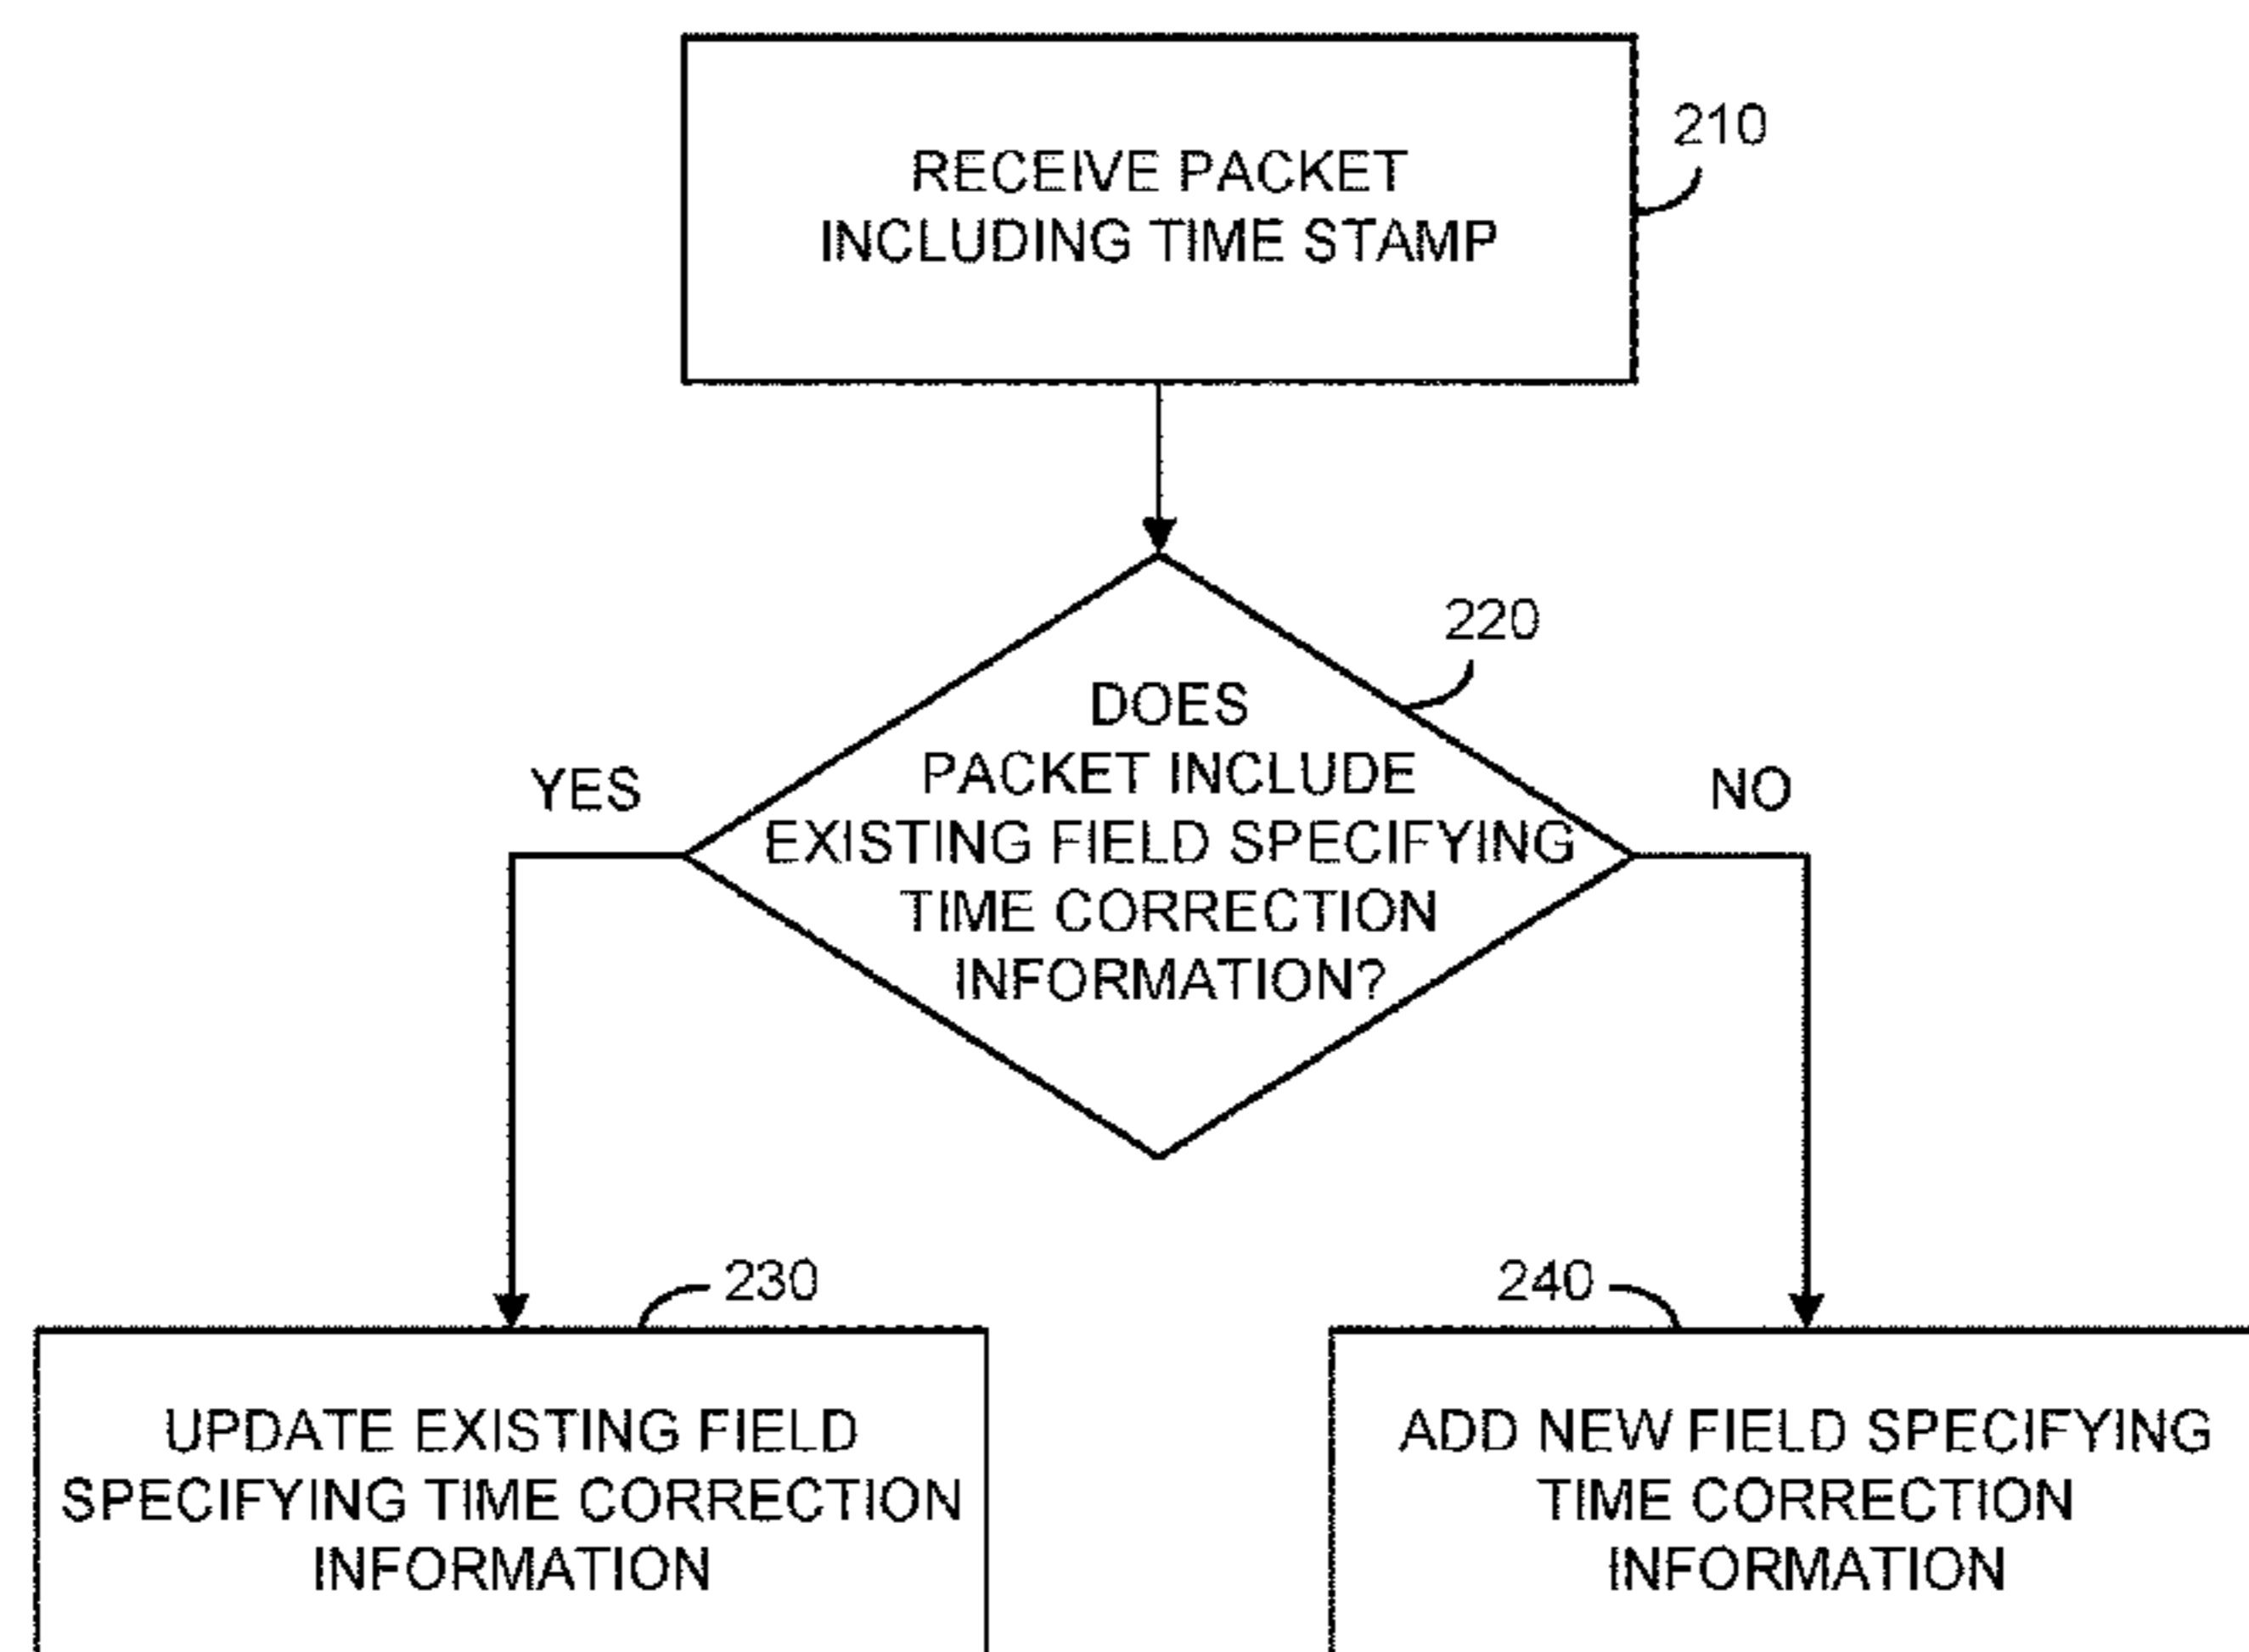 RECEIVE PACKET
INCLUDING TIME STAMP
210
220
DOES
PACKET INCLUDE
EXISTING FIELD SPECIFYING
TIME CORRECTION
INFORMATION?
YES
NO
230
240
UPDATE EXISTING FIELD
SPECIFYING TIME CORRECTION
INFORMATION
ADD NEW FIELD SPECIFYING
TIME CORRECTION
INFORMATION